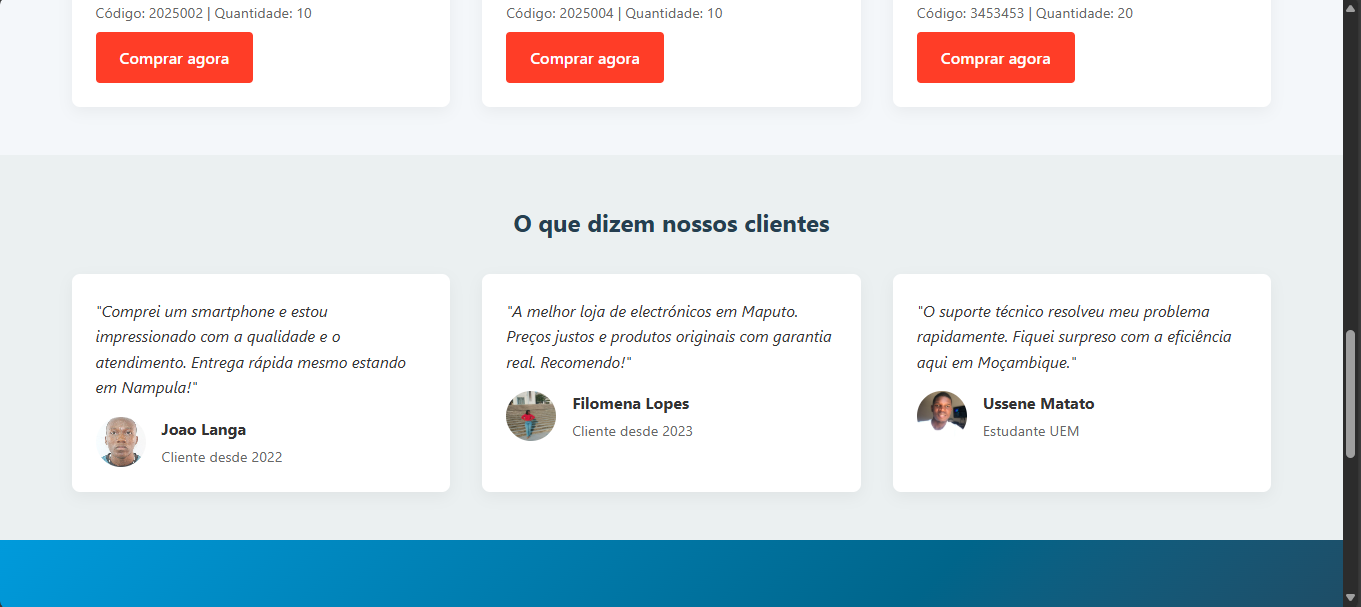 Código: 2025002 | Quantidade: 10
Código: 2025004 | Quantidade: 10
Código: 3453453 | Quantidade: 20
Comprar agora
Comprar agora
Comprar agora
O que dizem nossos clientes
"Comprei um smartphone e estou
impressionado com a qualidade e o
atendimento. Entrega rápida mesmo estando
em Nampula!"
Joao Langa
Cliente desde 2022
"A melhor loja de electrónicos em Maputo.
Preços justos e produtos originais com garantia
real. Recomendo!"
Filomena Lopes
Cliente desde 2023
"O suporte técnico resolveu meu problema
rapidamente. Fiquei surpreso com a eficiência
aqui em Moçambique."
Ussene Matato
Estudante UEM